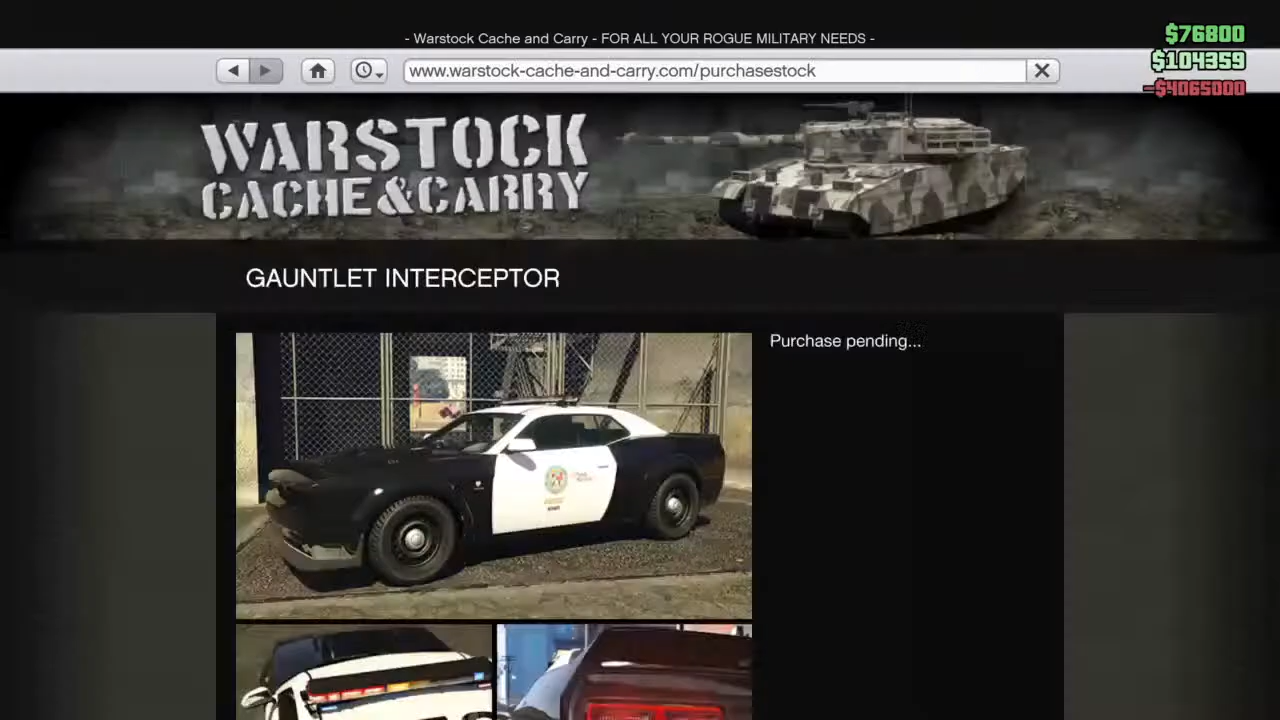 - Warstock Cache and Carry - FOR ALL YOUR ROGUE MILITARY NEEDS -
$76800
$104359
-$4065000
www.warstock-cache-and-carry.com/purchasestock
WARSTOCK
CACHE&CARRY
GAUNTLET INTERCEPTOR
Purchase pending...